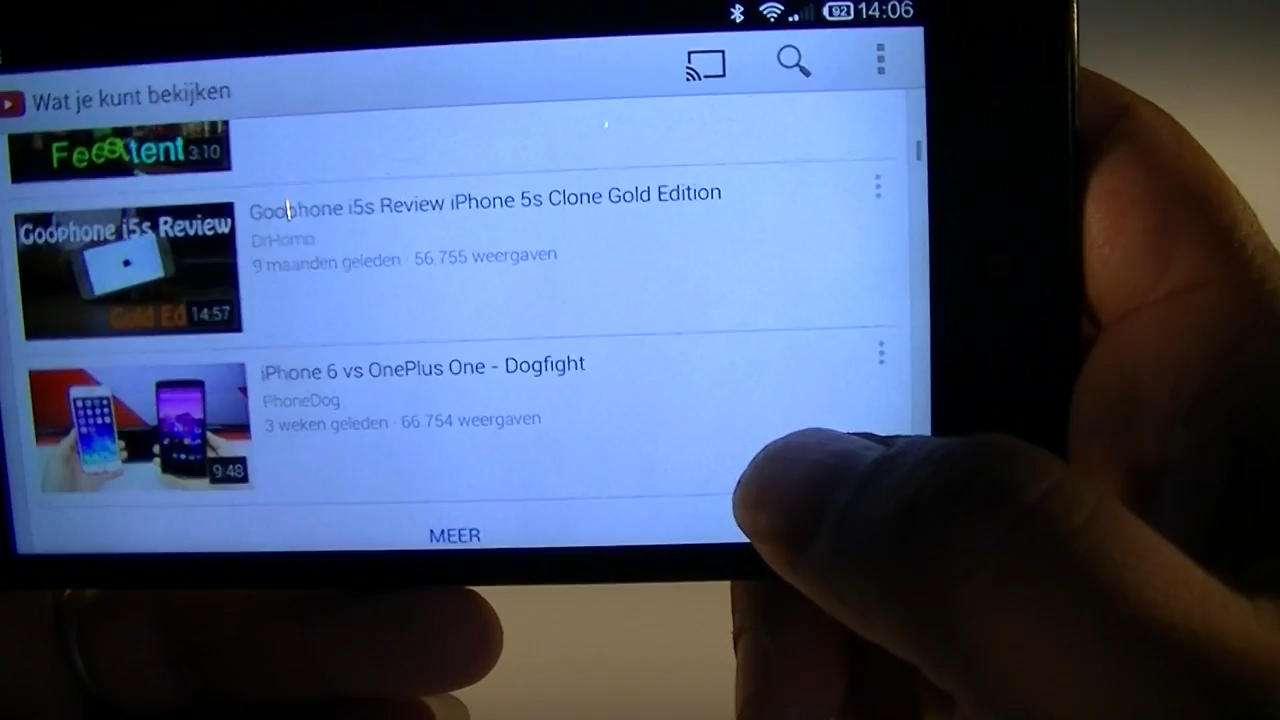 92 14:06
Wat je kunt bekijken
3:10
Goophone i5s Review iPhone 5s Clone Gold Edition
Goophone i5s Review
DrHomo
9 maanden geleden · 56.755 weergaven
Gold Ed 14:57
iPhone 6 vs OnePlus One - Dogfight
PhoneDog
3 weken geleden · 66.754 weergaven
9:48
MEER